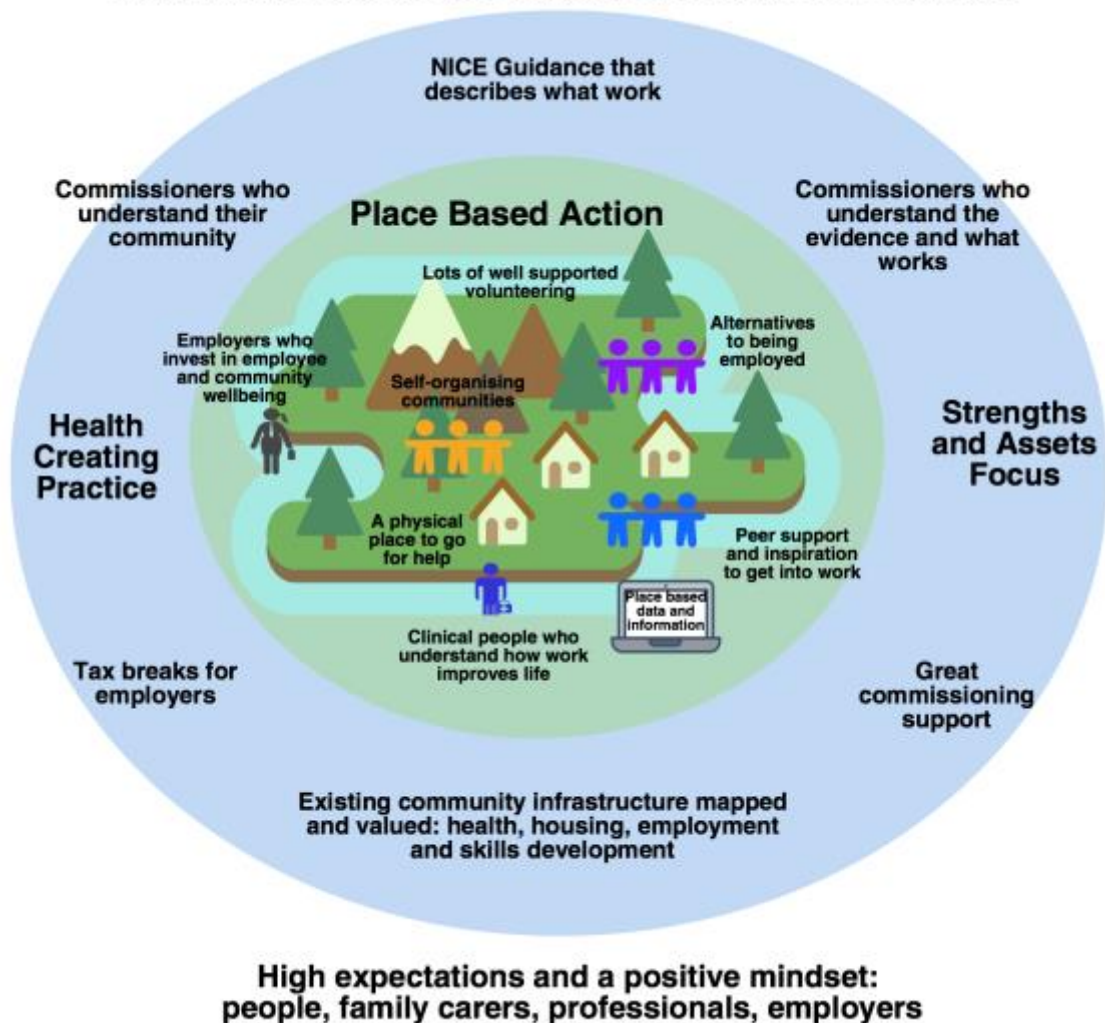 NICE Guidance that
describes what work
Commissioners who
understand their
community
Commissioners who
understand the
evidence and what
works
Place Based Action
Lots of well supported
volunteering
Alternatives
to being
employed
Employers who
invest in employee
and community
wellbeing
Self-organising
communities
Health
Creating
Practice
Strengths
and Assets
Focus
A physical
place to go
for help
Peer support
and inspiration
to get into work
Place based
data and
information
Clinical people who
understand how work
improves life
Tax breaks for
employers
Great
commissioning
support
Existing community infrastructure mapped
and valued: health, housing, employment
and skills development
High expectations and a positive mindset:
people, family carers, professionals, employers